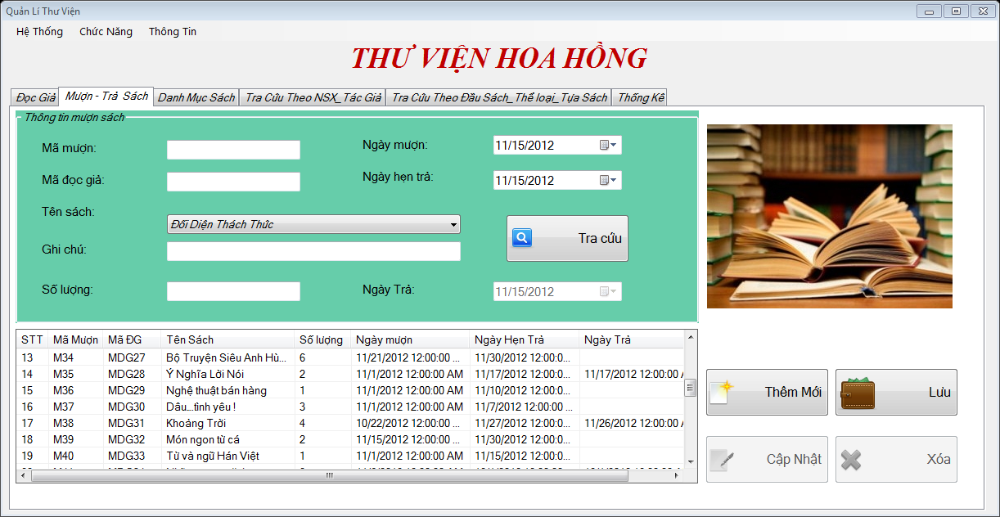 Quản Lí Thư Viện
Hệ Thống Chức Năng Thông Tin
THƯ VIỆN HOA HỒNG
Đọc Giả Mượn - Trả Sách Danh Mục Sách Tra Cứu Theo NSX_Tác Giả Tra Cứu Theo Đầu Sách_Thể loại_Tựa Sách Thống Kê
Thông tin mượn sách
Mã mượn: Ngày mượn: 11/15/2012
Mã đọc giả: Ngày hẹn trả: 11/15/2012
Tên sách: Đối Diện Thách Thức
Tra cứu
Ghi chú:
Số lượng: Ngày Trả: 11/15/2012
STT Mã Mượn Mã ĐG Tên Sách Số lượng Ngày mượn Ngày Hẹn Trả Ngày Trả
13 M34 MDG27 Bộ Truyện Siêu Anh Hù... 6 11/21/2012 12:00:00 ... 11/30/2012 12:00:0...
14 M35 MDG28 Ý Nghĩa Lời Nói 2 11/1/2012 12:00:00 AM 11/17/2012 12:00:0... 11/17/2012 12:00:00
15 M36 MDG29 Nghệ thuật bán hàng 1 11/1/2012 12:00:00 AM 11/10/2012 12:00:0...
16 M37 MDG30 Dâu...tình yêu ! 3 11/1/2012 12:00:00 AM 11/7/2012 12:00:00 ...
17 M38 MDG31 Khoảng Trời 4 10/22/2012 12:00:00 ... 11/27/2012 12:00:0... 11/26/2012 12:00:00
18 M39 MDG32 Món ngon từ cá 2 11/15/2012 12:00:00 ... 11/30/2012 12:00:0...
19 M40 MDG33 Từ và ngữ Hán Việt 1 11/1/2012 12:00:00 AM 11/15/2012 12:00:0...
Thêm Mới Lưu
Cập Nhật Xóa